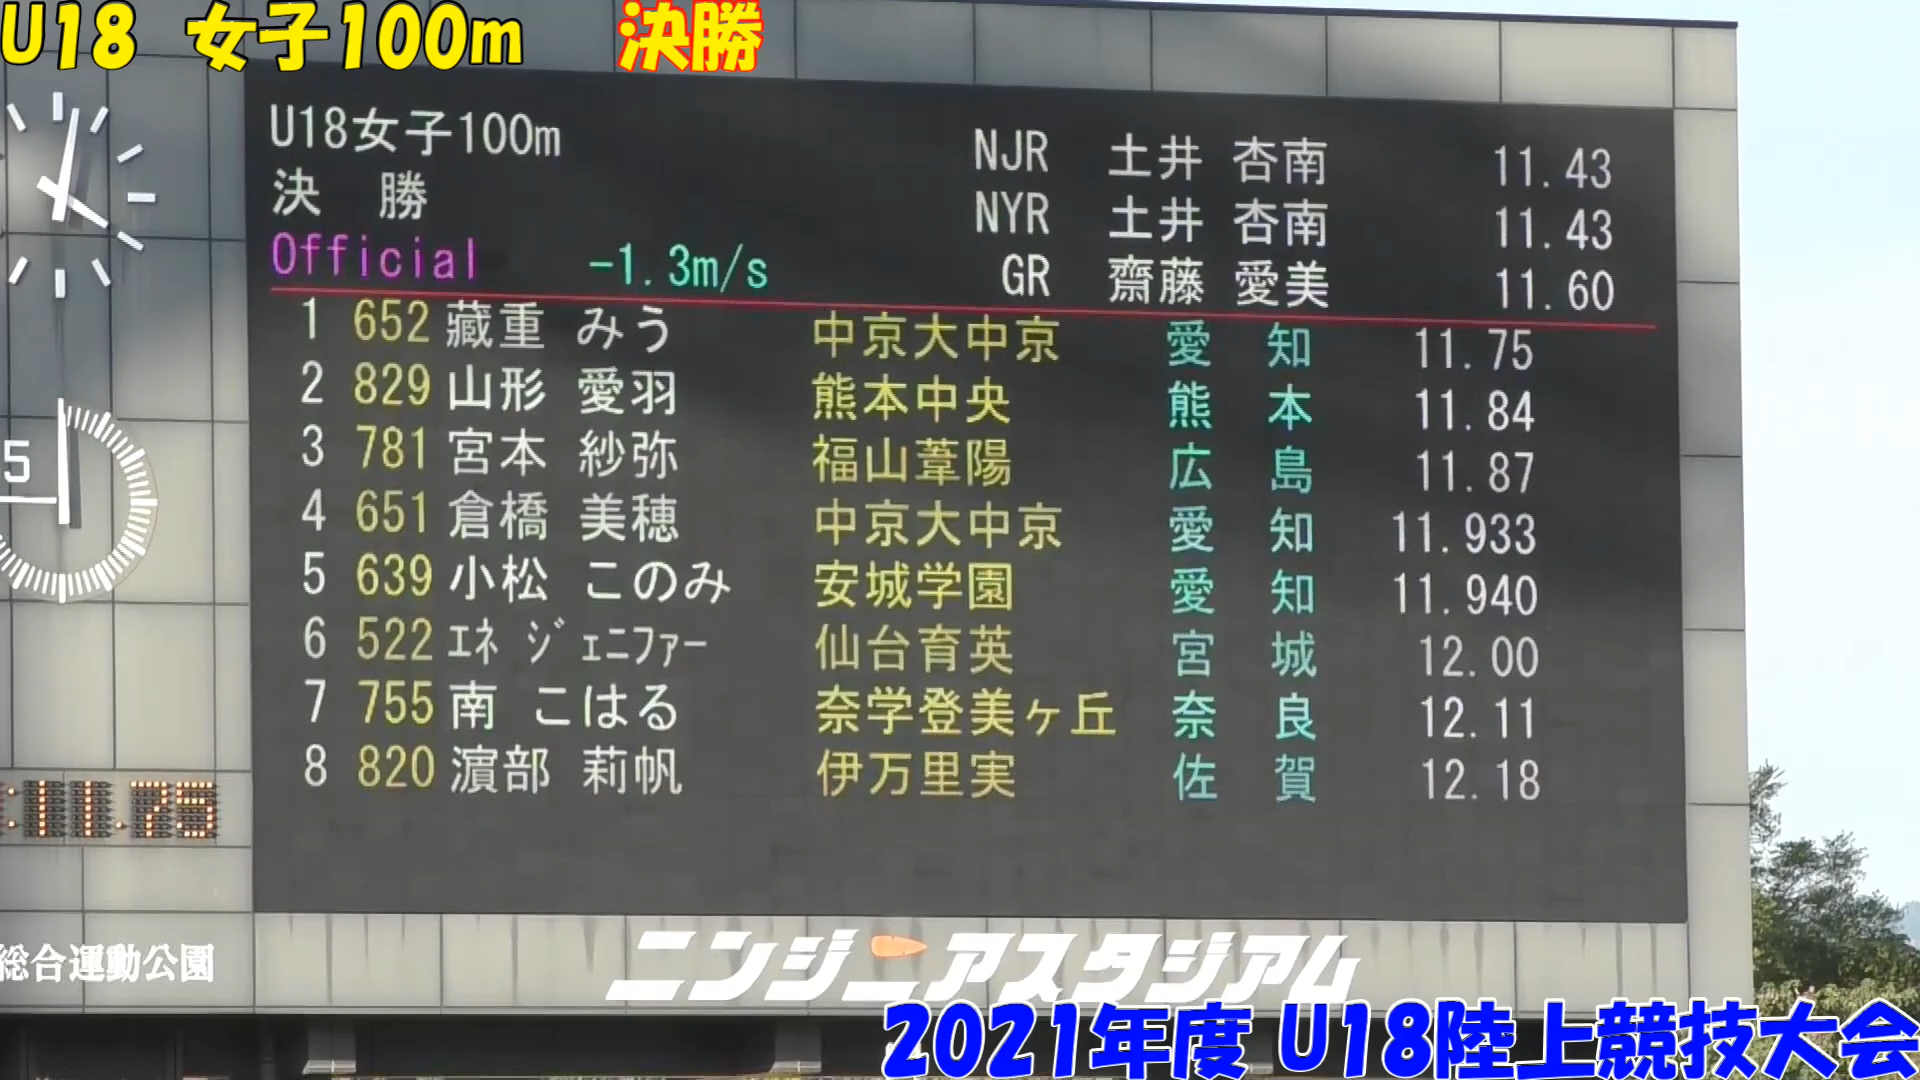 U18 女子100m 決勝
U18女子100m NJR 土井 杏南 11.43
決 勝 NYR 土井 杏南 11.43
Official -1.3m/s GR 齋藤 愛美 11.60
1 652 藏重 みう 中京大中京 愛 知 11.75
2 829 山形 愛羽 熊本中央 熊 本 11.84
3 781 宮本 紗弥 福山葦陽 広 島 11.87
4 651 倉橋 美穂 中京大中京 愛 知 11.933
5 639 小松 このみ 安城学園 愛 知 11.940
6 522 ｴﾈ ｼﾞｪﾆﾌｧｰ 仙台育英 宮 城 12.00
7 755 南 こはる 奈学登美ヶ丘 奈 良 12.11
8 820 濵部 莉帆 伊万里実 佐 賀 12.18
5
:11.75
総合運動公園
ニンジニアスタジアム
2021年度 U18陸上競技大会